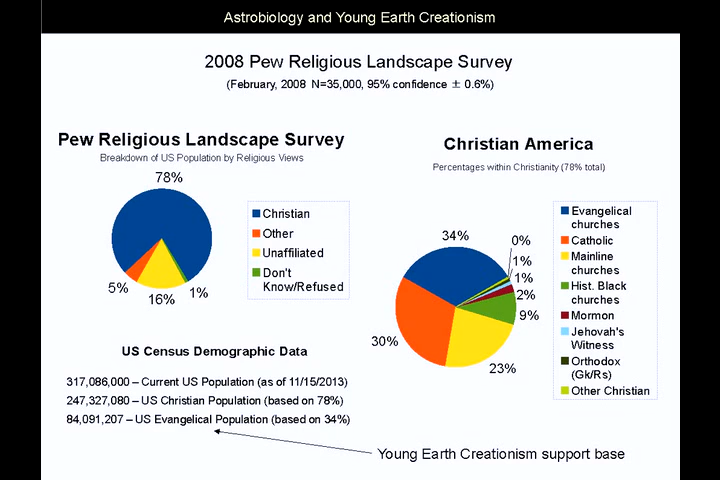 Astrobiology and Young Earth Creationism
2008 Pew Religious Landscape Survey
(February, 2008 N=35,000, 95% confidence ± 0.6%)
Pew Religious Landscape Survey
Breakdown of US Population by Religious Views
78%
5%
16%
1%
Christian
Other
Unaffiliated
Don't
Know/Refused
Christian America
Percentages within Christianity (78% total)
34%
0%
1%
1%
2%
9%
30%
23%
Evangelical
churches
Catholic
Mainline
churches
Hist. Black
churches
Mormon
Jehovah's
Witness
Orthodox
(Gk/Rs)
Other Christian
US Census Demographic Data
317,086,000 – Current US Population (as of 11/15/2013)
247,327,080 – US Christian Population (based on 78%)
84,091,207 – US Evangelical Population (based on 34%)
Young Earth Creationism support base